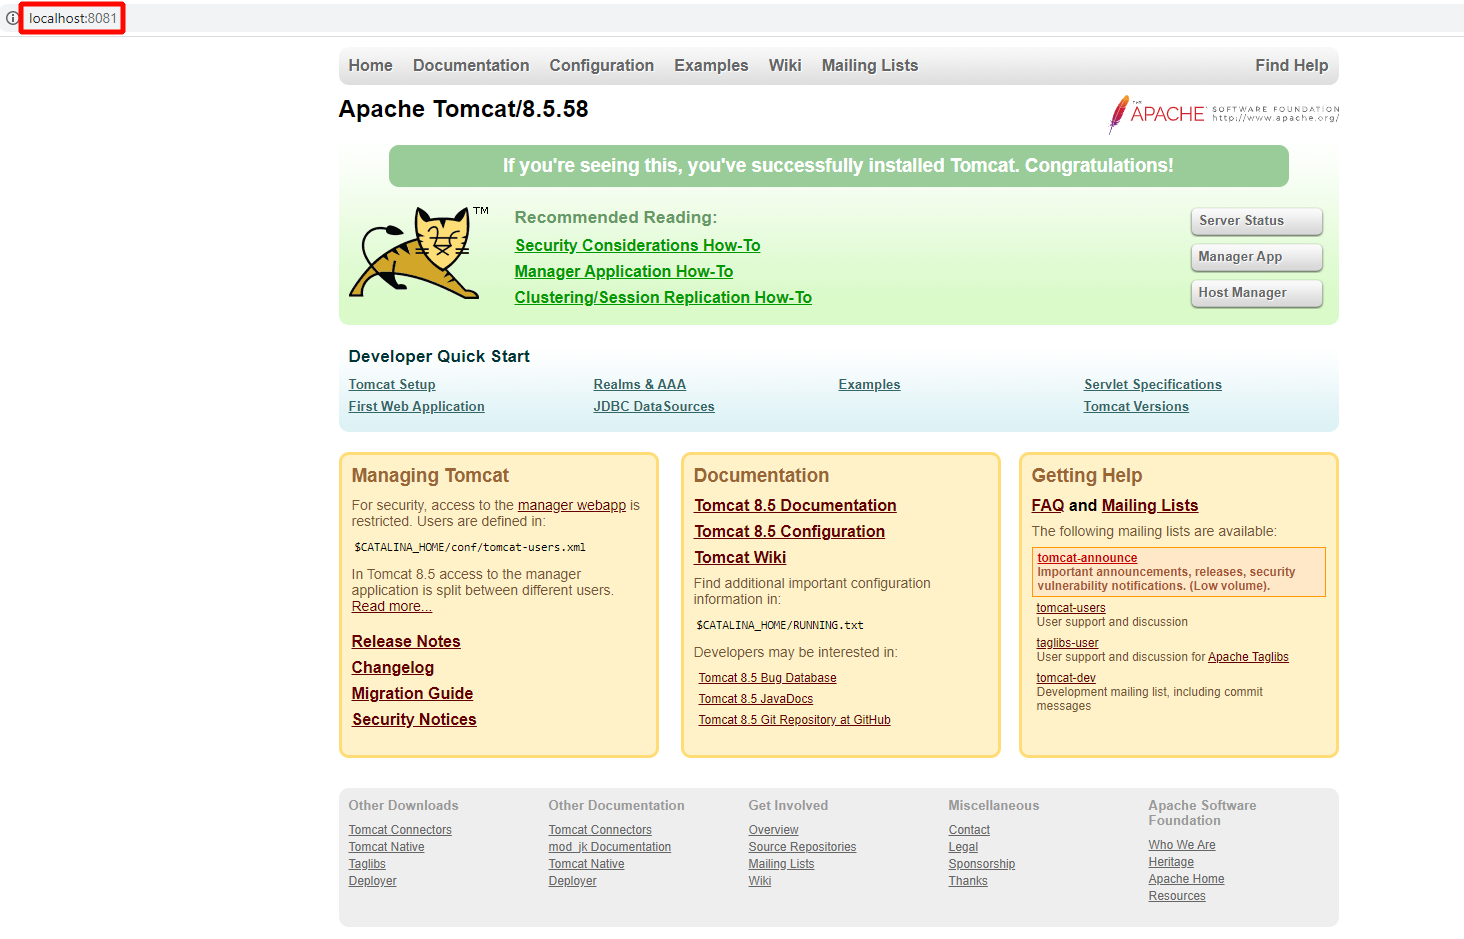 localhost:8081
Home Documentation Configuration Examples Wiki Mailing Lists Find Help
Apache Tomcat/8.5.58
THE
APACHE SOFTWARE FOUNDATION
http://www.apache.org/
If you're seeing this, you've successfully installed Tomcat. Congratulations!
TM
Recommended Reading:
Security Considerations How-To
Manager Application How-To
Clustering/Session Replication How-To
Server Status
Manager App
Host Manager
Developer Quick Start
Tomcat Setup
First Web Application
Realms & AAA
JDBC DataSources
Examples
Servlet Specifications
Tomcat Versions
Managing Tomcat
For security, access to the manager webapp is
restricted. Users are defined in:
$CATALINA_HOME/conf/tomcat-users.xml
In Tomcat 8.5 access to the manager
application is split between different users.
Read more...
Release Notes
Changelog
Migration Guide
Security Notices
Documentation
Tomcat 8.5 Documentation
Tomcat 8.5 Configuration
Tomcat Wiki
Find additional important configuration
information in:
$CATALINA_HOME/RUNNING.txt
Developers may be interested in:
Tomcat 8.5 Bug Database
Tomcat 8.5 JavaDocs
Tomcat 8.5 Git Repository at GitHub
Getting Help
FAQ and Mailing Lists
The following mailing lists are available:
tomcat-announce
Important announcements, releases, security
vulnerability notifications. (Low volume).
tomcat-users
User support and discussion
taglibs-user
User support and discussion for Apache Taglibs
tomcat-dev
Development mailing list, including commit
messages
Other Downloads
Tomcat Connectors
Tomcat Native
Taglibs
Deployer
Other Documentation
Tomcat Connectors
mod_jk Documentation
Tomcat Native
Deployer
Get Involved
Overview
Source Repositories
Mailing Lists
Wiki
Miscellaneous
Contact
Legal
Sponsorship
Thanks
Apache Software
Foundation
Who We Are
Heritage
Apache Home
Resources